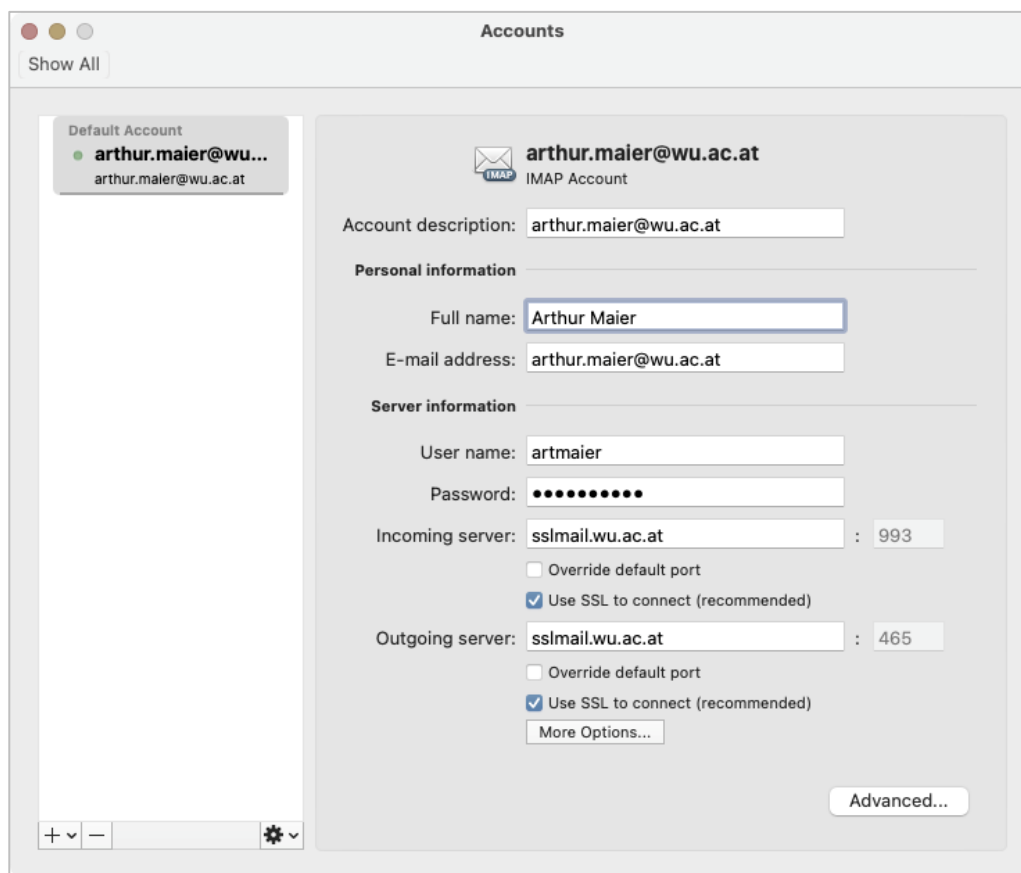 Accounts
Show All
Default Account
arthur.maier@wu...
arthur.maier@wu.ac.at
IMAP
arthur.maier@wu.ac.at
IMAP Account
Account description: arthur.maier@wu.ac.at
Personal information
Full name: Arthur Maier
E-mail address: arthur.maier@wu.ac.at
Server information
User name: artmaier
Password: ●●●●●●●●●●
Incoming server: sslmail.wu.ac.at : 993
Override default port
Use SSL to connect (recommended)
Outgoing server: sslmail.wu.ac.at : 465
Override default port
Use SSL to connect (recommended)
More Options...
Advanced...